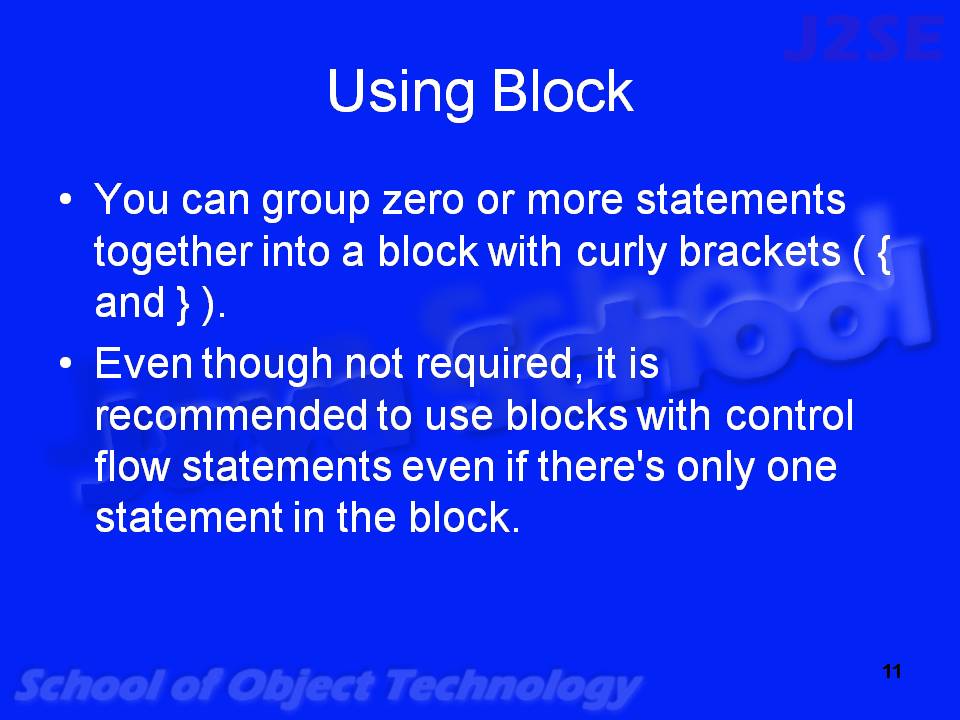 J2SE
Using Block
• You can group zero or more statements
together into a block with curly brackets ( {
and } ).
• Even though not required, it is
recommended to use blocks with control
flow statements even if there's only one
statement in the block.
School
School of Object Technology
11